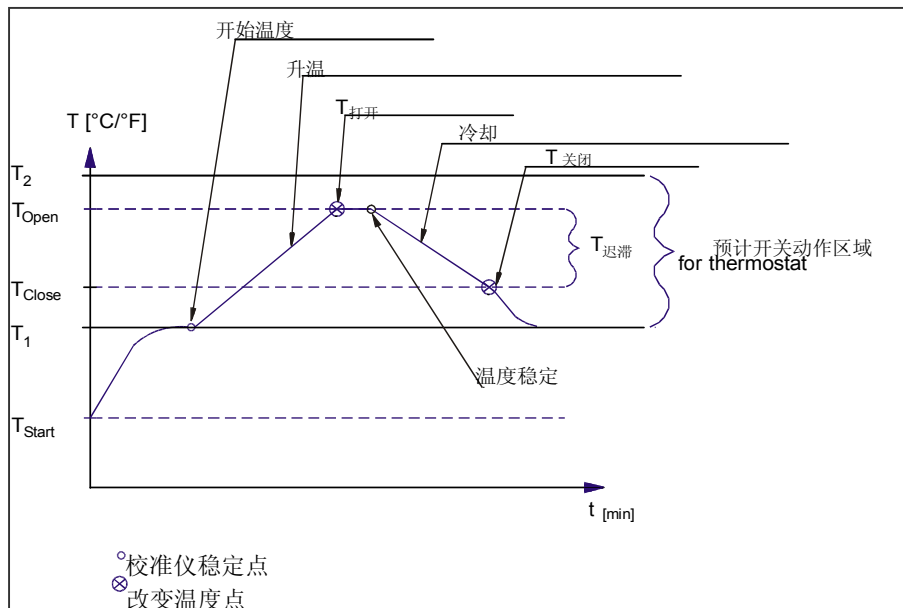 开始温度
升温
T打开
T [°C/°F]
冷却
T 关闭
T2
TOpen
T迟滞
预计开关动作区域
for thermostat
TClose
T1
温度稳定
TStart
t [min]
校准仪稳定点
改变温度点